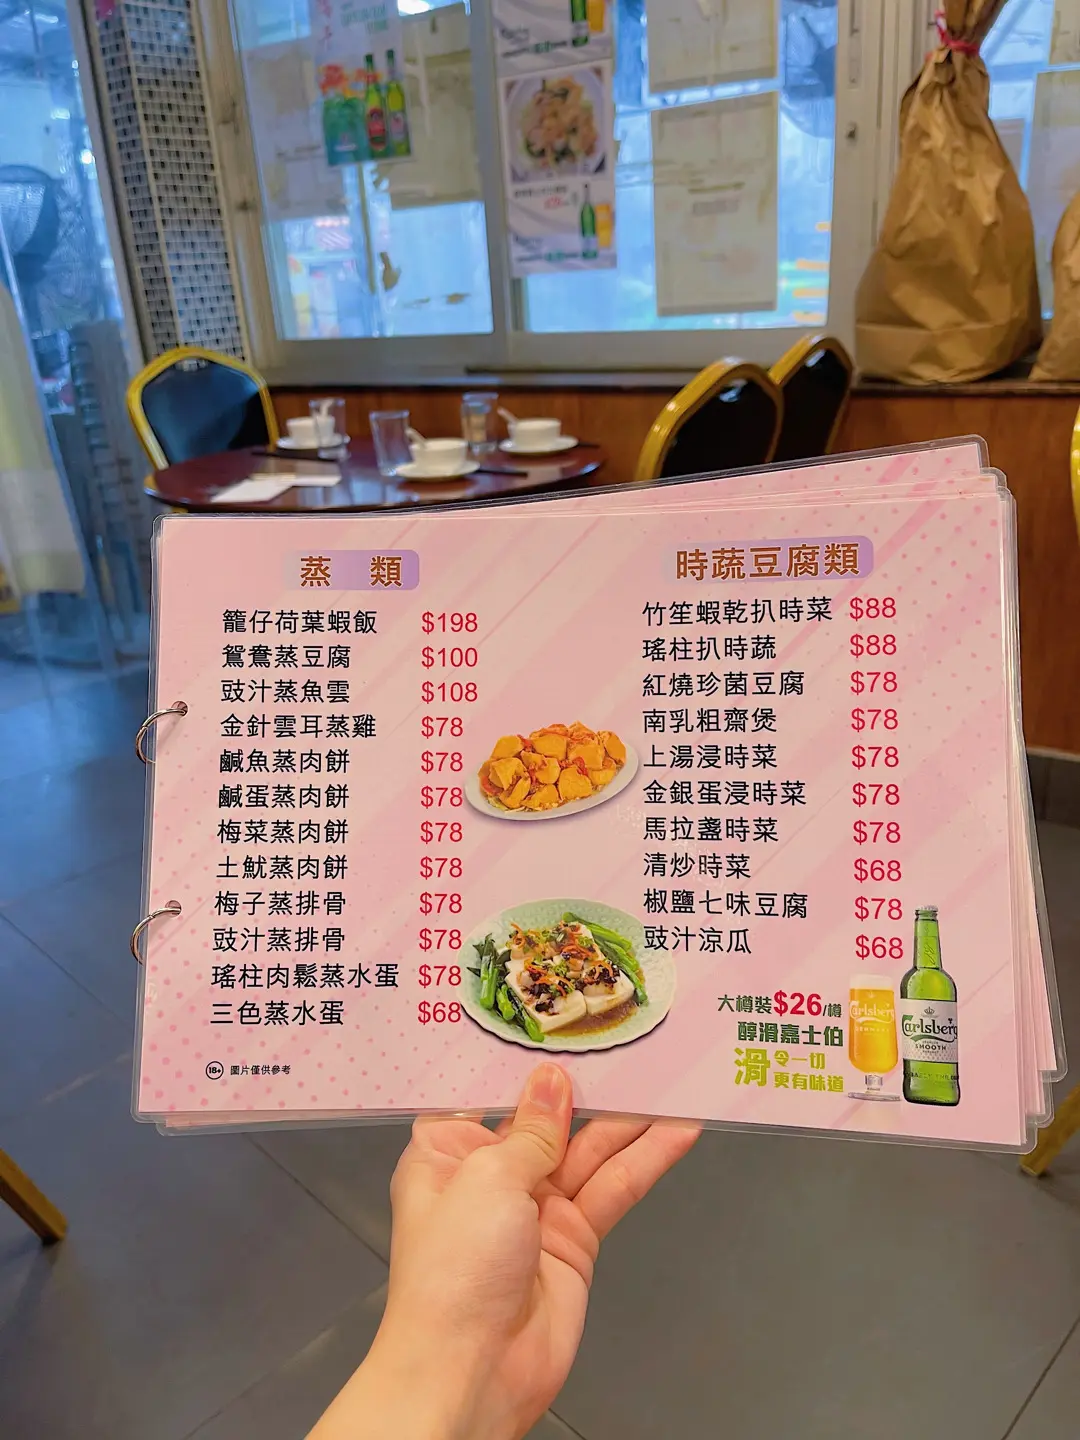 蒸 類
籠仔荷葉蝦飯 $198
鴛鴦蒸豆腐 $100
豉汁蒸魚雲 $108
金針雲耳蒸雞 $78
鹹魚蒸肉餅 $78
鹹蛋蒸肉餅 $78
梅菜蒸肉餅 $78
土魷蒸肉餅 $78
梅子蒸排骨 $78
豉汁蒸排骨 $78
瑤柱肉鬆蒸水蛋 $78
三色蒸水蛋 $68
18+ 圖片僅供參考
時蔬豆腐類
竹笙蝦乾扒時菜 $88
瑤柱扒時蔬 $88
紅燒珍菌豆腐 $78
南乳粗齋煲 $78
上湯浸時菜 $78
金銀蛋浸時菜 $78
馬拉盞時菜 $78
清炒時菜 $68
椒鹽七味豆腐 $78
豉汁涼瓜 $68
大樽裝$26/樽
醇滑嘉士伯
滑 令一切
更有味道
Carlsberg
Carlsberg
SMOOTH